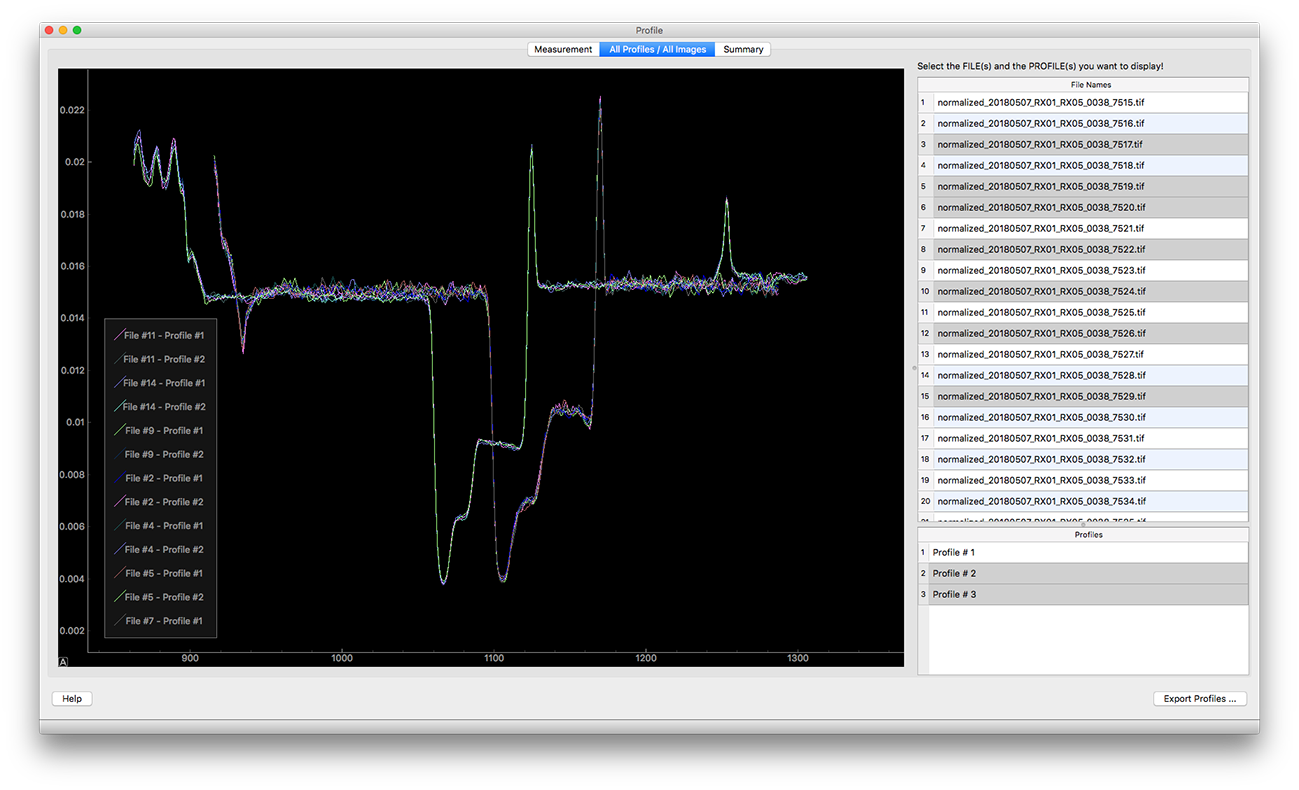 Profile
Measurement All Profiles / All Images Summary
Select the FILE(s) and the PROFILE(s) you want to display!
File Names
1 normalized_20180507_RX01_RX05_0038_7515.tif
2 normalized_20180507_RX01_RX05_0038_7516.tif
3 normalized_20180507_RX01_RX05_0038_7517.tif
4 normalized_20180507_RX01_RX05_0038_7518.tif
5 normalized_20180507_RX01_RX05_0038_7519.tif
6 normalized_20180507_RX01_RX05_0038_7520.tif
7 normalized_20180507_RX01_RX05_0038_7521.tif
8 normalized_20180507_RX01_RX05_0038_7522.tif
9 normalized_20180507_RX01_RX05_0038_7523.tif
10 normalized_20180507_RX01_RX05_0038_7524.tif
11 normalized_20180507_RX01_RX05_0038_7525.tif
12 normalized_20180507_RX01_RX05_0038_7526.tif
13 normalized_20180507_RX01_RX05_0038_7527.tif
14 normalized_20180507_RX01_RX05_0038_7528.tif
15 normalized_20180507_RX01_RX05_0038_7529.tif
16 normalized_20180507_RX01_RX05_0038_7530.tif
17 normalized_20180507_RX01_RX05_0038_7531.tif
18 normalized_20180507_RX01_RX05_0038_7532.tif
19 normalized_20180507_RX01_RX05_0038_7533.tif
20 normalized_20180507_RX01_RX05_0038_7534.tif
Profiles
1 Profile # 1
2 Profile # 2
3 Profile # 3
0.022
0.02
0.018
0.016
0.014
0.012
0.01
0.008
0.006
0.004
0.002
File #11 - Profile #1
File #11 - Profile #2
File #14 - Profile #1
File #14 - Profile #2
File #9 - Profile #1
File #9 - Profile #2
File #2 - Profile #1
File #2 - Profile #2
File #4 - Profile #1
File #4 - Profile #2
File #5 - Profile #1
File #5 - Profile #2
File #7 - Profile #1
A 900 1000 1100 1200 1300
Help Export Profiles ...